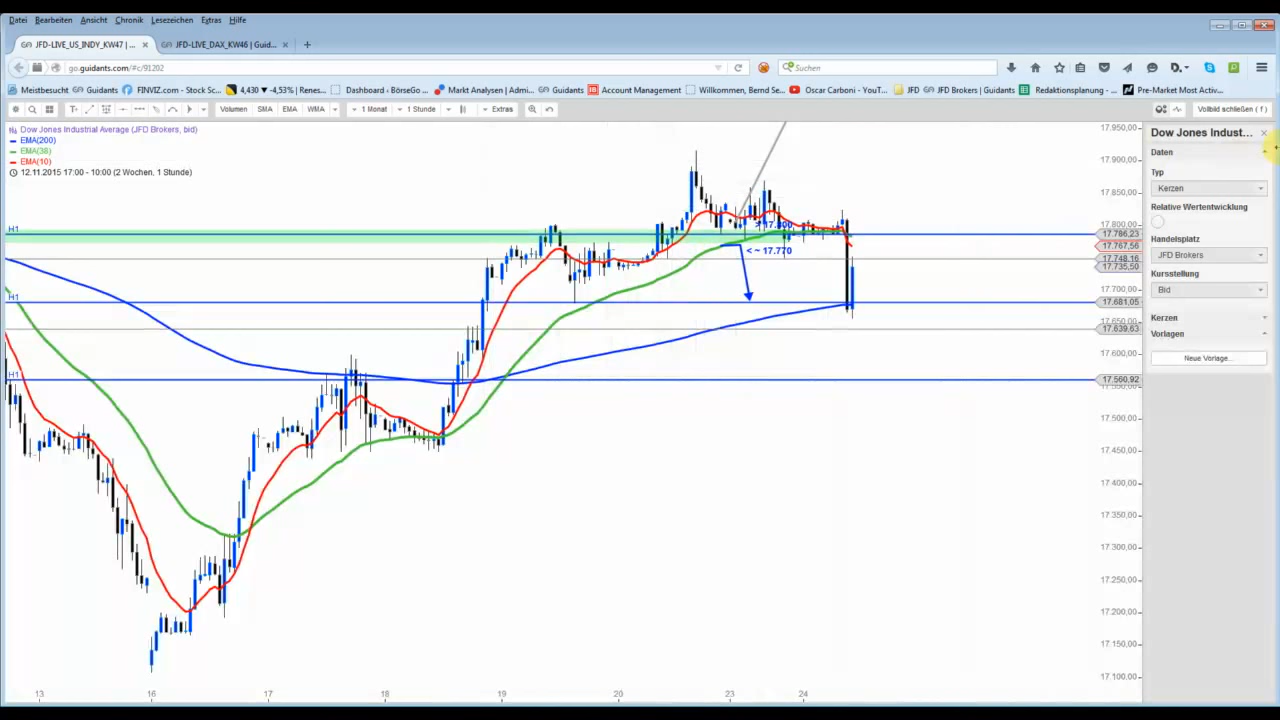 Datei Bearbeiten Ansicht Chronik Lesezeichen Extras Hilfe
JFD-LIVE_US_INDY_KW47 | ... × JFD-LIVE_DAX_KW46 | Guid... × +
go.guidants.com/#c/91202 Suchen
Meistbesucht Guidants FINVIZ.com - Stock Sc... 4,430 ▼ -4,53% | Renes... Dashboard ‹ BörseGo ... Markt Analysen | Admi... Guidants Account Management Willkommen, Bernd Se... Oscar Carboni - YouT... JFD JFD Brokers | Guidants Redaktionsplanung - ... Pre-Market Most Activ...
T+ Volumen SMA EMA WMA 1 Monat 1 Stunde Extras Vollbild schließen ( f )
Dow Jones Industrial Average (JFD Brokers, bid)
EMA(200)
EMA(38)
EMA(10)
12.11.2015 17:00 - 10:00 (2 Wochen, 1 Stunde)
17.950,00
17.900,00
17.850,00
17.800,00
> 17.800
H1
17.786,23
17.767,56
< ~ 17.770
17.748,16
17.735,50
17.700,00
H1
17.681,05
17.650,00
17.639,63
17.600,00
H1
17.560,92
17.550,00
17.500,00
17.450,00
17.400,00
17.350,00
17.300,00
17.250,00
17.200,00
17.150,00
17.100,00
13 16 17 18 19 20 23 24
Dow Jones Indust... ×
Daten
Typ
Kerzen
Relative Wertentwicklung
Handelsplatz
JFD Brokers
Kursstellung
Bid
Kerzen
Vorlagen
Neue Vorlage...